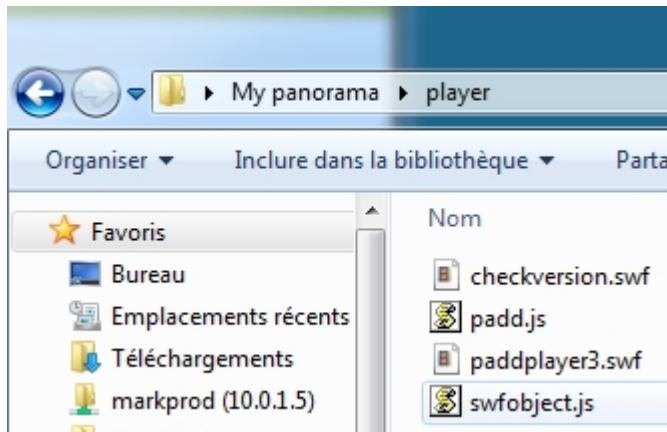 My panorama player
Organiser Inclure dans la bibliothèque Parta
Favoris
Bureau
Emplacements récents
Téléchargements
markprod (10.0.1.5)
Nom
checkversion.swf
padd.js
paddplayer3.swf
swfobject.js